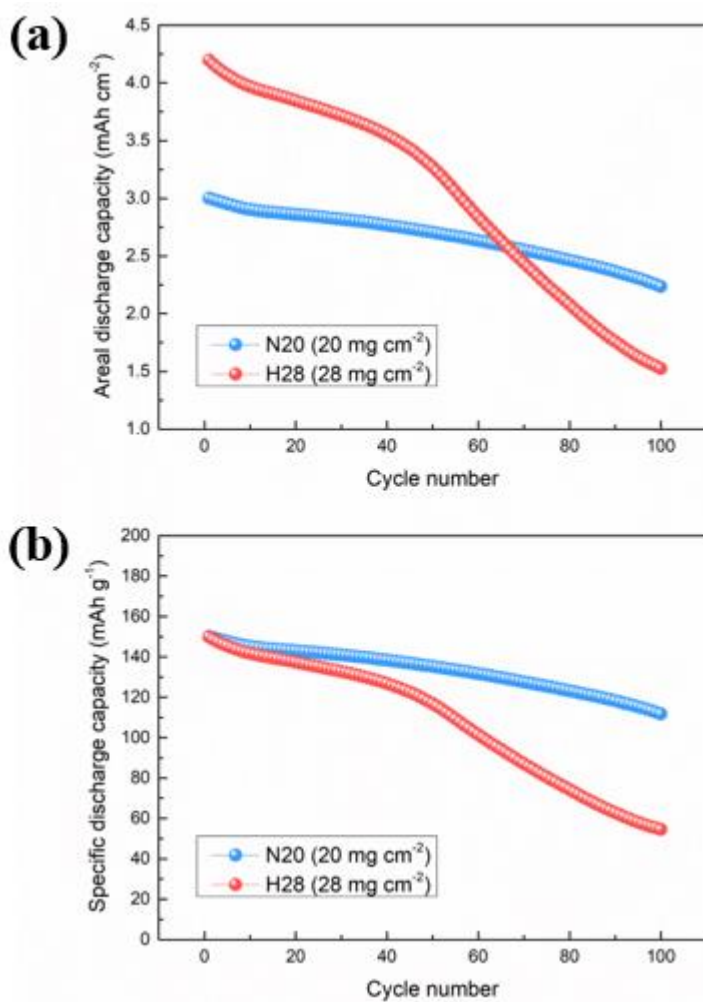 (a)
Areal discharge capacity (mAh cm⁻²)
4.5
4.0
3.5
3.0
2.5
2.0
1.5
1.0
N20 (20 mg cm⁻²)
H28 (28 mg cm⁻²)
0 20 40 60 80 100
Cycle number
(b)
Specific discharge capacity (mAh g⁻¹)
200
180
160
140
120
100
80
60
40
20
0
N20 (20 mg cm⁻²)
H28 (28 mg cm⁻²)
0 20 40 60 80 100
Cycle number